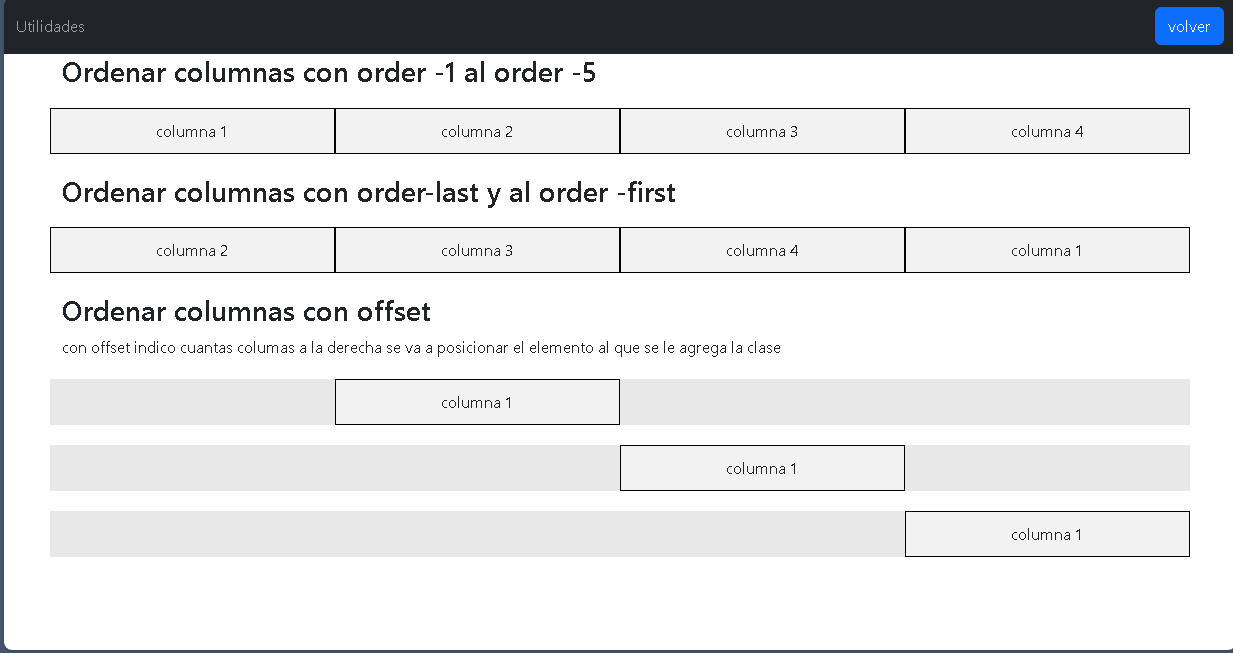 Utilidades
volver
Ordenar columnas con order -1 al order -5
columna 1
columna 2
columna 3
columna 4
Ordenar columnas con order-last y al order -first
columna 2
columna 3
columna 4
columna 1
Ordenar columnas con offset
con offset indico cuantas columas a la derecha se va a posicionar el elemento al que se le agrega la clase
columna 1
columna 1
columna 1